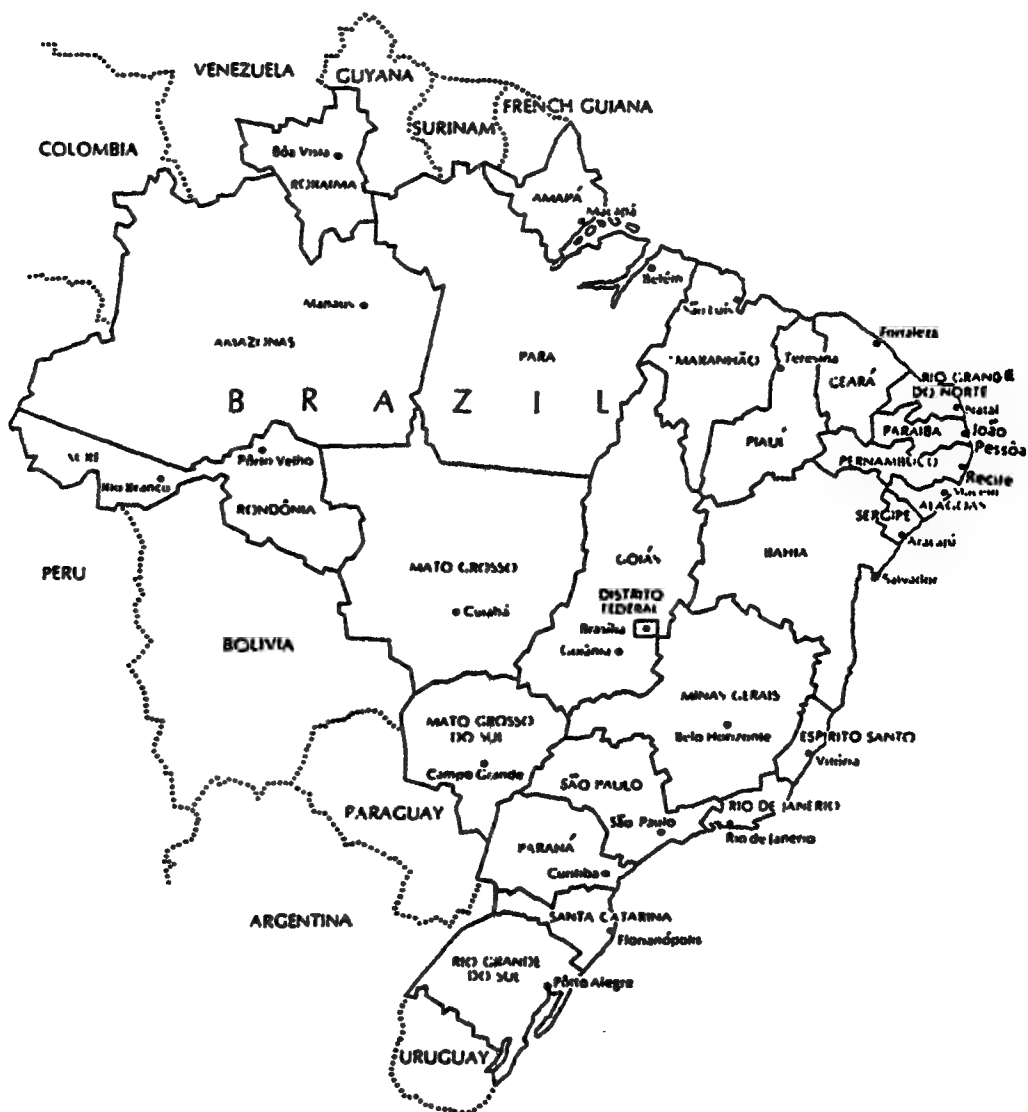 VENEZUELA
GUYANA
FRENCH GUIANA
SURINAM
COLOMBIA
Bôa Vista
RORAIMA
AMAPÁ
Macapá
Belém
Manaus
São Luís
AMAZONAS
PARA
MARANHÃO
Teresina
Fortaleza
CEARÁ
RIO GRANDE
DO NORTE
BRAZIL
Natal
PIAUÍ
PARAIBA
João
Pessôa
ACRE
Pôrto Velho
PERNAMBUCO
Recife
Rio Branco
RONDÔNIA
ALAGOAS
SERGIPE
Aracajú
BAHIA
GOIÁS
PERU
MATO GROSSO
Salvador
DISTRITO
FEDERAL
Cuiabá
Brasília
BOLIVIA
Goiânia
MINAS GERAIS
MATO GROSSO
DO SUL
Belo Horizonte
ESPIRITO SANTO
Vitória
Campo Grande
SÃO PAULO
RIO DE JANERIO
PARAGUAY
São Paulo
Rio de Janerio
PARANÁ
Curitiba
ARGENTINA
SANTA CATARINA
Florianópolis
RIO GRANDE
DO SUL
Pôrto Alegre
URUGUAY